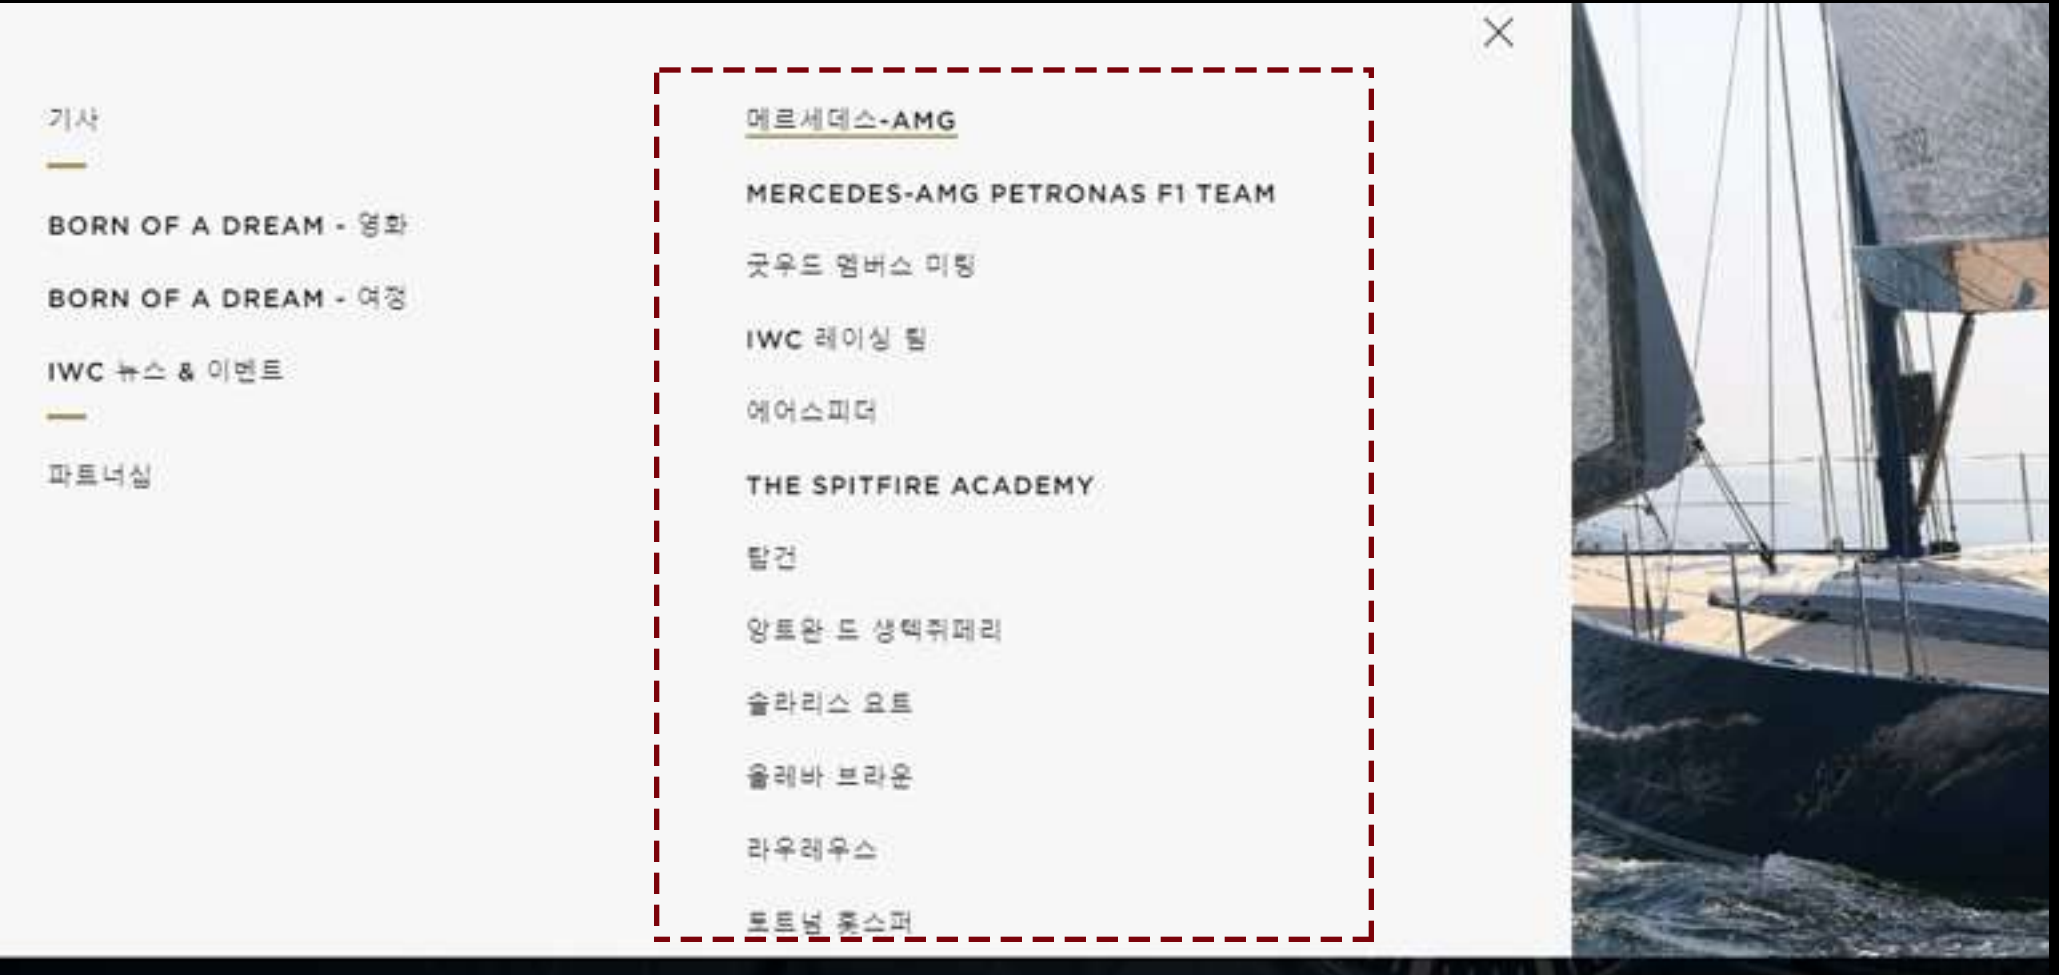 기사
BORN OF A DREAM - 영화
BORN OF A DREAM - 여정
IWC 뉴스 & 이벤트
파트너십
메르세데스-AMG
MERCEDES-AMG PETRONAS F1 TEAM
굿우드 멤버스 미팅
IWC 레이싱 팀
에어스피더
THE SPITFIRE ACADEMY
탑건
앙트완 드 생텍쥐페리
솔라리스 요트
올레바 브라운
라우레우스
토트넘 홋스퍼